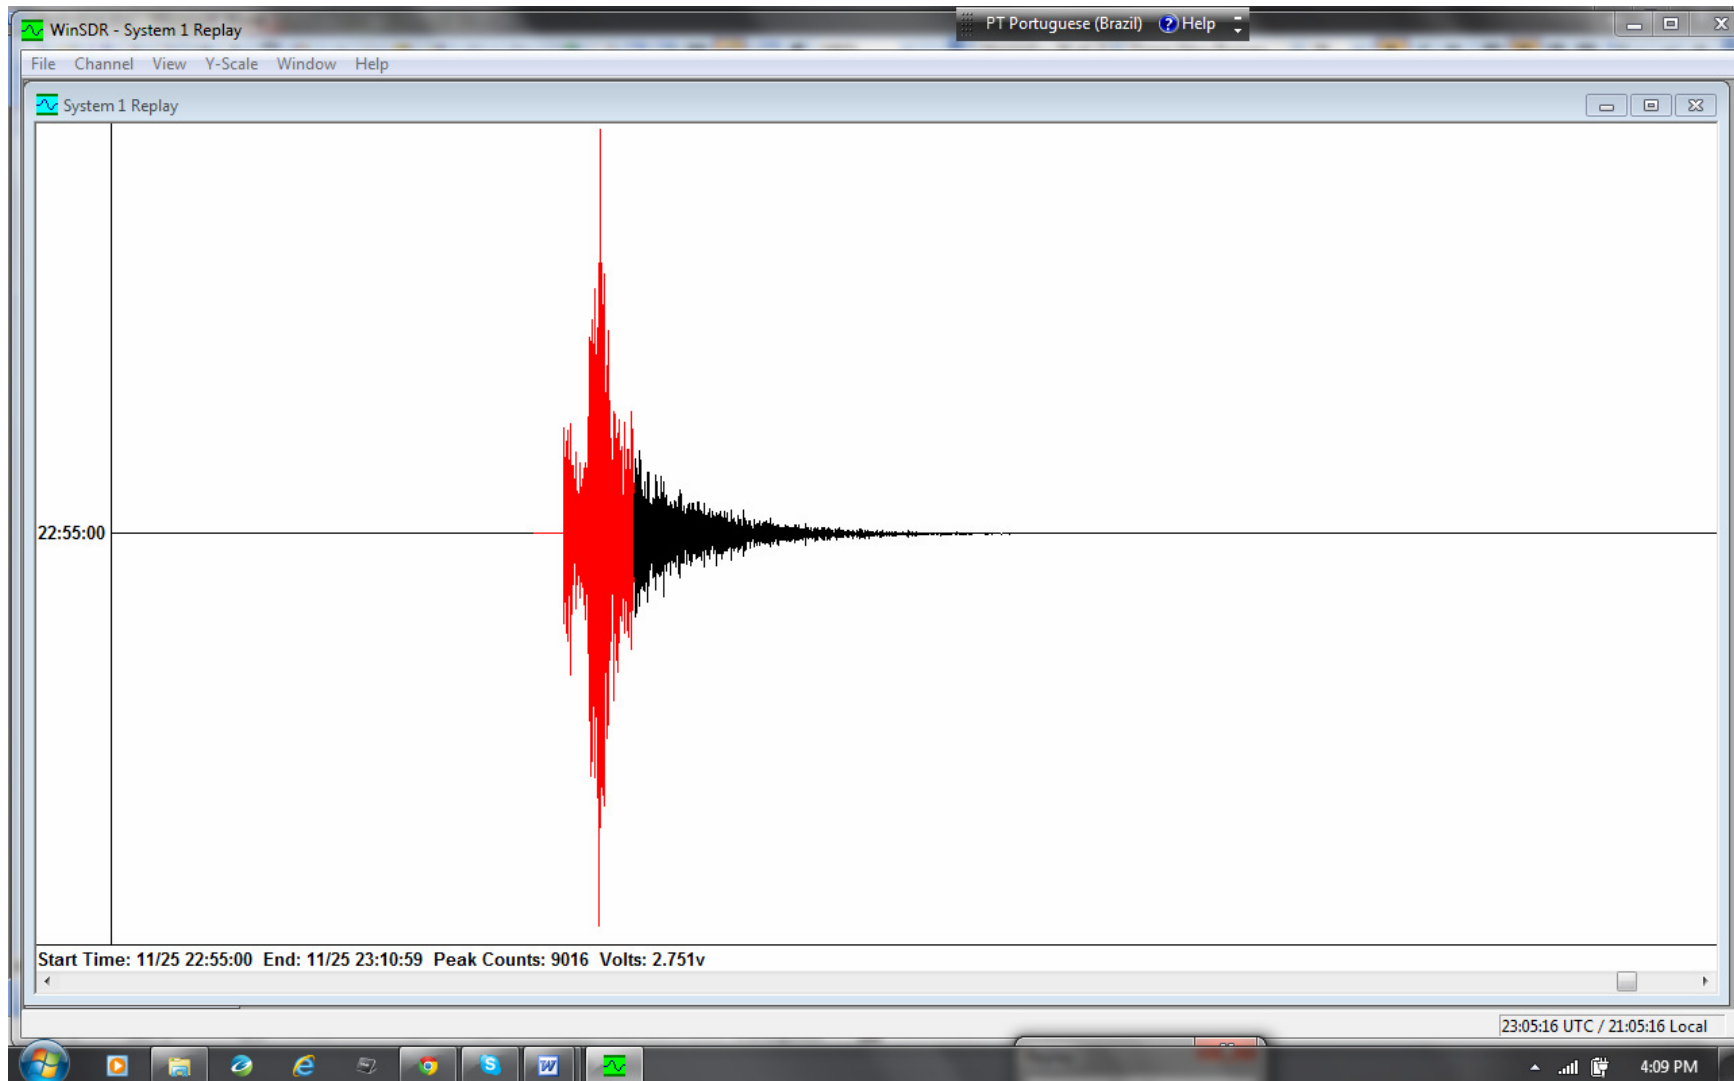 WinSDR - System 1 Replay
PT Portuguese (Brazil) Help
File Channel View Y-Scale Window Help
System 1 Replay
22:55:00
Start Time: 11/25 22:55:00 End: 11/25 23:10:59 Peak Counts: 9016 Volts: 2.751v
23:05:16 UTC / 21:05:16 Local
4:09 PM